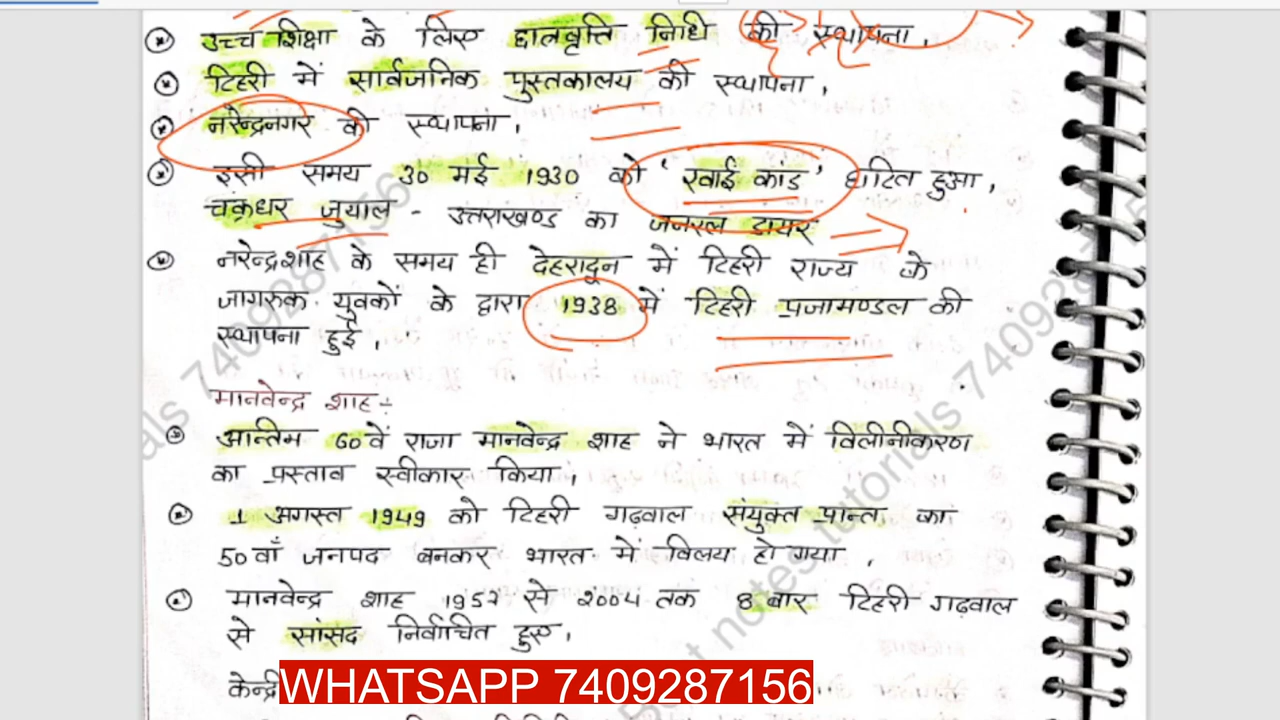 उच्च शिक्षा के लिए छात्रवृत्ति निधि की स्थापना,
टिहरी में सार्वजनिक पुस्तकालय की स्थापना,
नरेन्द्रनगर की स्थापना,
इसी समय 30 मई 1930 को 'रवाई कांड' घटित हुआ,
चक्रधर जुयाल - उत्तराखण्ड का जनरल डायर
नरेन्द्रशाह के समय ही देहरादून में टिहरी राज्य के
जागरुक युवकों के द्वारा 1938 में टिहरी प्रजामण्डल की
स्थापना हुई,
मानवेन्द्र शाह:-
अन्तिम 60वें राजा मानवेन्द्र शाह ने भारत में विलीनीकरण
का प्रस्ताव स्वीकार किया,
1 अगस्त 1949 को टिहरी गढ़वाल संयुक्त प्रान्त का
50वाँ जनपद बनकर भारत में विलय हो गया,
मानवेन्द्र शाह 1957 से 2004 तक 8 बार टिहरी गढ़वाल
से सांसद निर्वाचित हुए,
WHATSAPP 7409287156